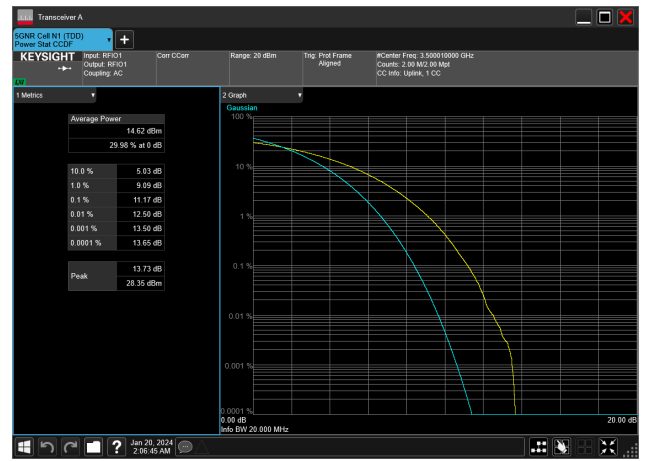 Transceiver A
5GNR Cell N1 (TDD)
Power Stat CCDF
KEYSIGHT
Input: RFIO1
Output: RFIO1
Coupling: AC
Corr CCorr
Range: 20 dBm
Trig: Prot Frame
Aligned
#Center Freq: 3.500010000 GHz
Counts: 2.00 M/2.00 Mpt
CC Info: Uplink, 1 CC
LXI
1 Metrics
Average Power
14.62 dBm
29.98 % at 0 dB
10.0 % 5.03 dB
1.0 % 9.09 dB
0.1 % 11.17 dB
0.01 % 12.50 dB
0.001 % 13.50 dB
0.0001 % 13.65 dB
Peak
13.73 dB
28.35 dBm
2 Graph
Gaussian
100 %
10 %
1 %
0.1 %
0.01 %
0.001 %
0.0001 %
0.00 dB
20.00 dB
Info BW 20.000 MHz
?
Jan 20, 2024
2:06:45 AM